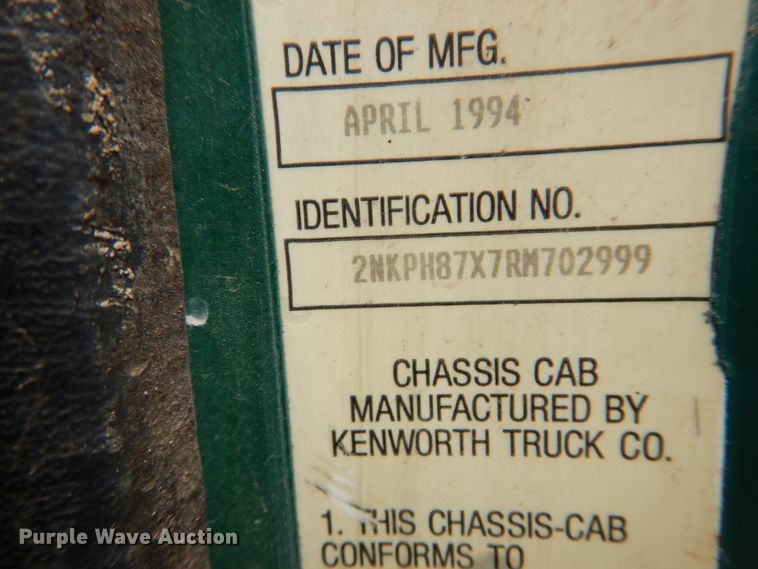 DATE OF MFG.
APRIL 1994
IDENTIFICATION NO.
2NKPH87X7RM702999
CHASSIS CAB
MANUFACTURED BY
KENWORTH TRUCK CO.
1. THIS CHASSIS-CAB
CONFORMS TO
Purple Wave Auction